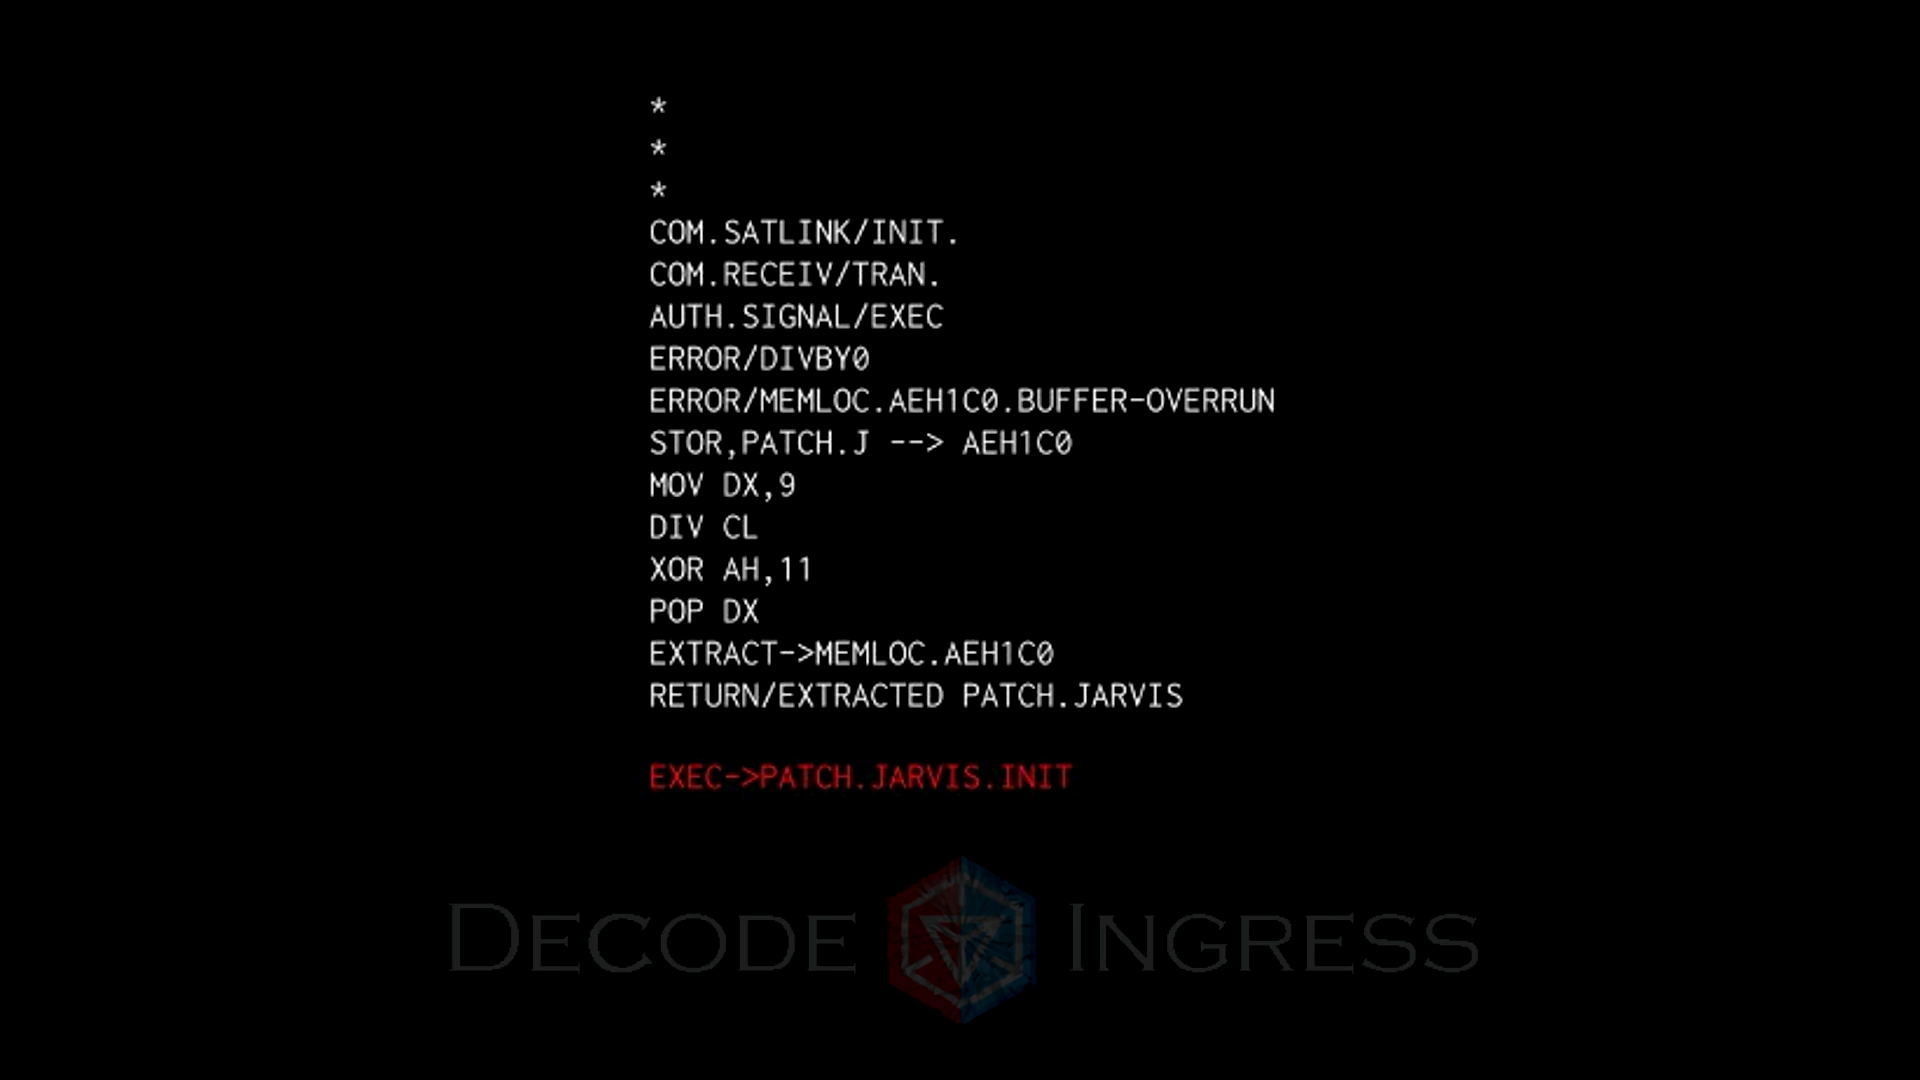 *
*
*
COM.SATLINK/INIT.
COM.RECEIV/TRAN.
AUTH.SIGNAL/EXEC
ERROR/DIVBY0
ERROR/MEMLOC.AEH1C0.BUFFER-OVERRUN
STOR,PATCH.J --> AEH1C0
MOV DX,9
DIV CL
XOR AH,11
POP DX
EXTRACT->MEMLOC.AEH1C0
RETURN/EXTRACTED PATCH.JARVIS
EXEC->PATCH.JARVIS.INIT
DECODE INGRESS